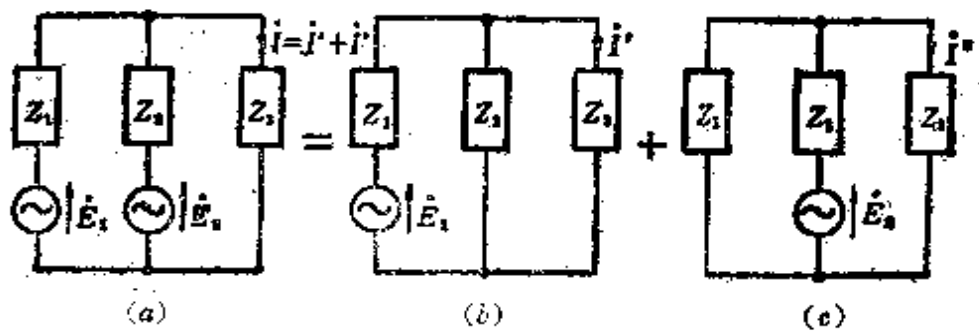 İ=İ'+İ'
İ'
İ"
Z₁ Z₂ Z₃ = Z₁ Z₂ Z₃ + Z₁ Z₂ Z₃
Ė₁ Ė₂ Ė₁ Ė₂
(a) (b) (c)